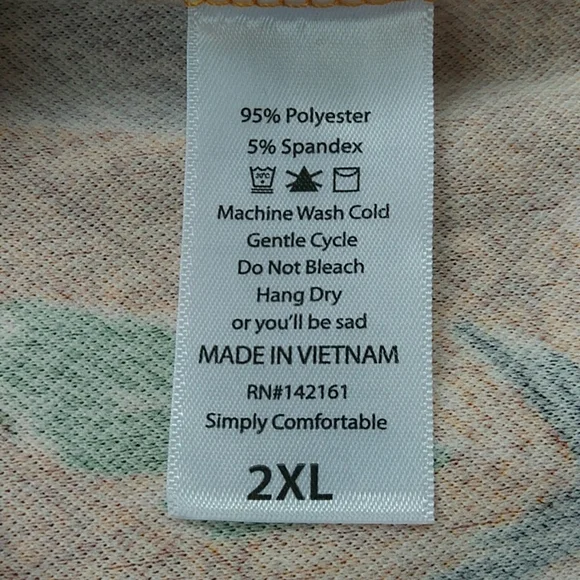 95% Polyester
5% Spandex
30°C
Machine Wash Cold
Gentle Cycle
Do Not Bleach
Hang Dry
or you'll be sad
MADE IN VIETNAM
RN#142161
Simply Comfortable
2XL